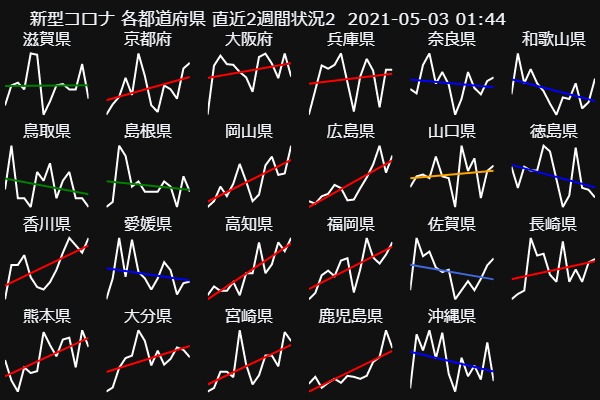 新型コロナ 各都道府県 直近2週間状況2 2021-05-03 01:44
滋賀県 京都府 大阪府 兵庫県 奈良県 和歌山県
鳥取県 島根県 岡山県 広島県 山口県 徳島県
香川県 愛媛県 高知県 福岡県 佐賀県 長崎県
熊本県 大分県 宮崎県 鹿児島県 沖縄県